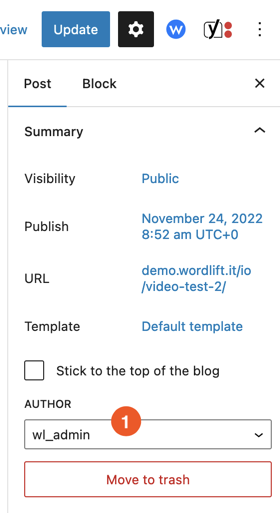 view Update
Post Block
Summary
Visibility Public
Publish November 24, 2022
8:52 am UTC+0
URL demo.wordlift.it/io
/video-test-2/
Template Default template
Stick to the top of the blog
AUTHOR
1
wl_admin
Move to trash